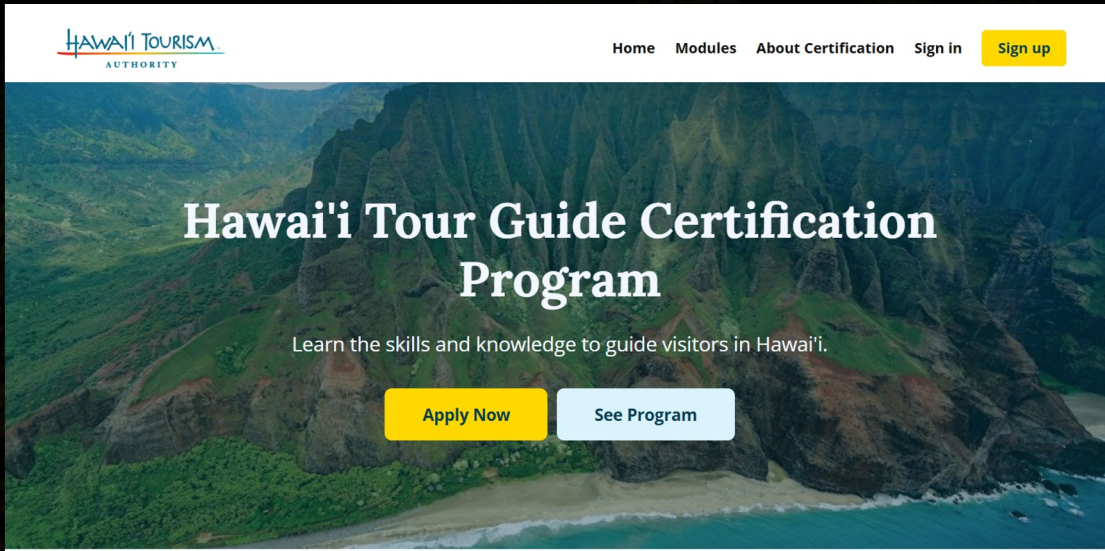 HAWAI'I TOURISM
AUTHORITY
Home Modules About Certification Sign in Sign up
Hawai'i Tour Guide Certification
Program
Learn the skills and knowledge to guide visitors in Hawai'i.
Apply Now See Program